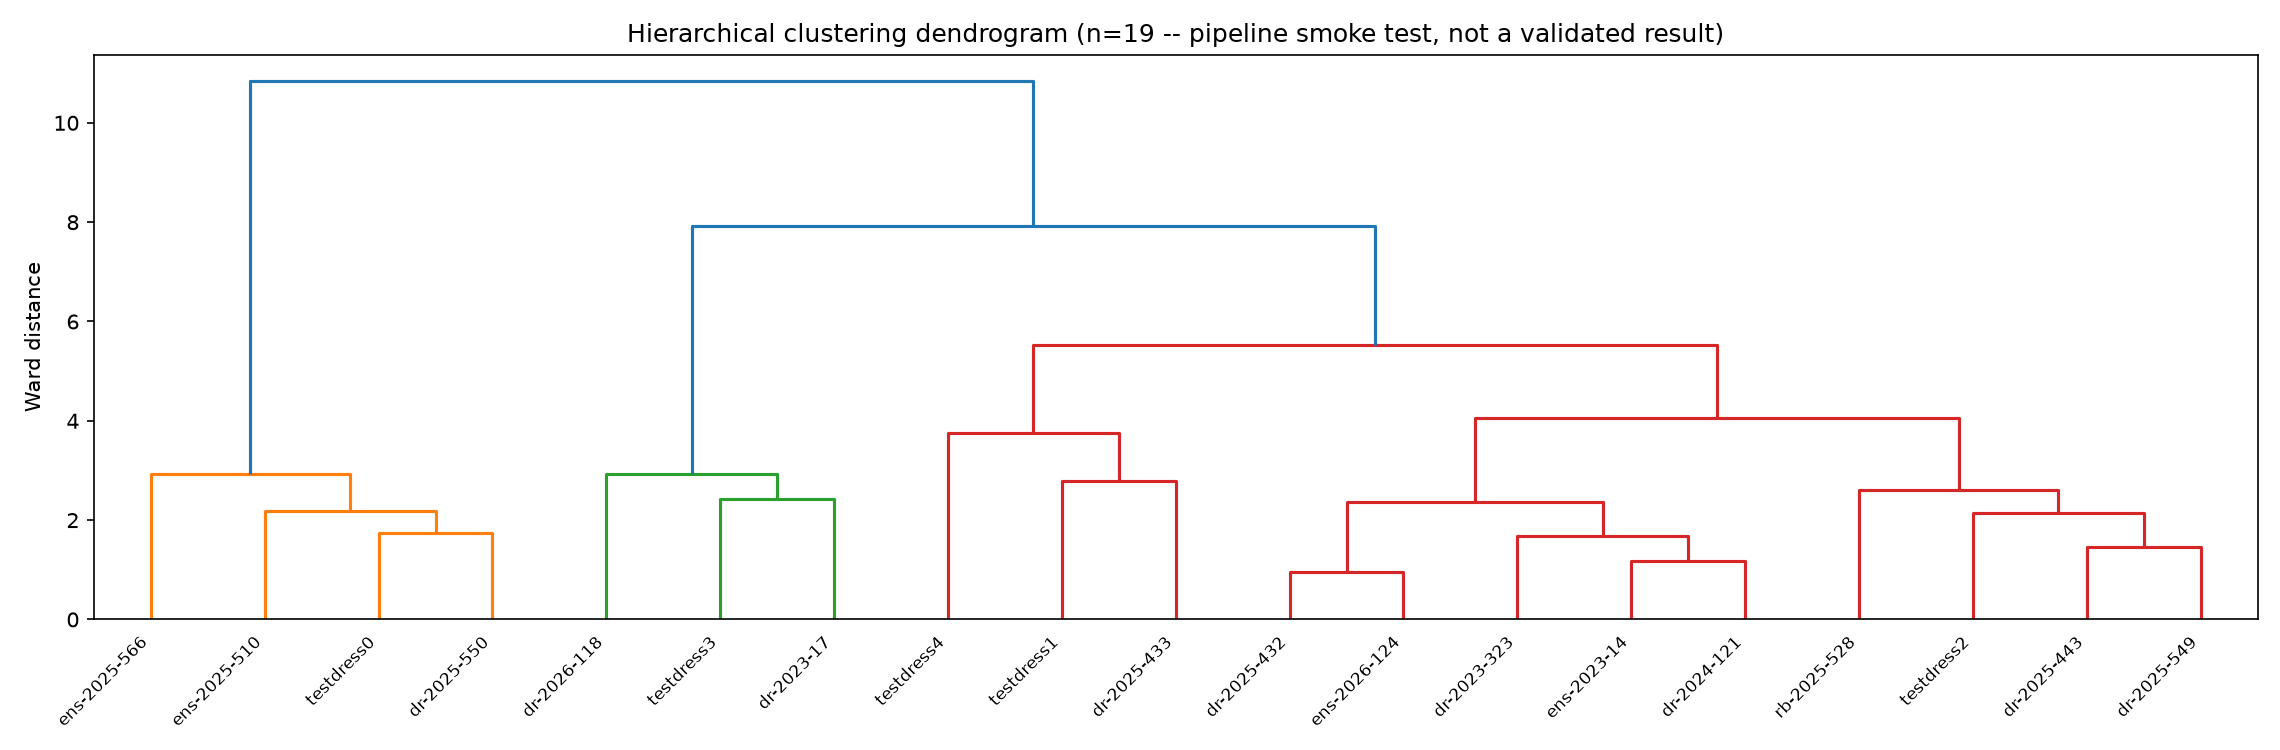 Hierarchical clustering dendrogram (n=19 -- pipeline smoke test, not a validated result)
Ward distance
10
8
6
4
2
0
ens-2025-566
ens-2025-510
testdress0
dr-2025-550
dr-2026-118
testdress3
dr-2023-17
testdress4
testdress1
dr-2025-433
dr-2025-432
ens-2026-124
dr-2023-323
ens-2023-14
dr-2024-121
rb-2025-528
testdress2
dr-2025-443
dr-2025-549